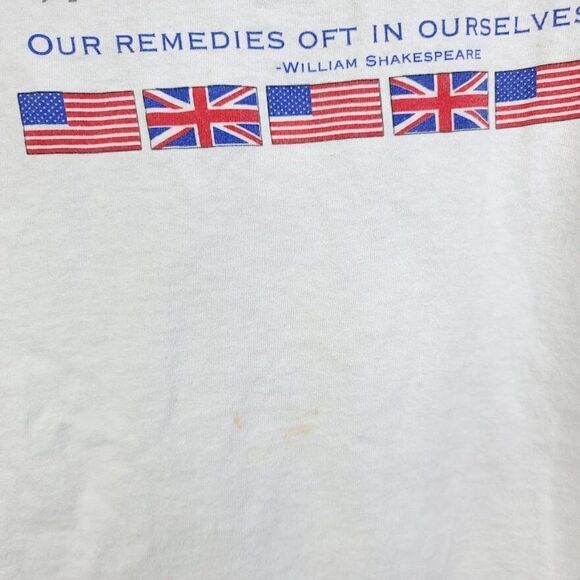 OUR REMEDIES OFT IN OURSELVES
-WILLIAM SHAKESPEARE